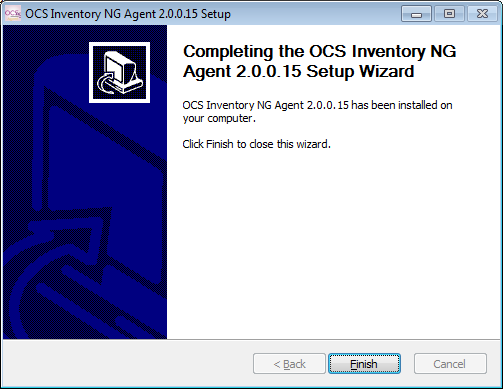 OCS Inventory NG Agent 2.0.0.15 Setup
Completing the OCS Inventory NG
Agent 2.0.0.15 Setup Wizard
OCS Inventory NG Agent 2.0.0.15 has been installed on
your computer.
Click Finish to close this wizard.
< Back
Finish
Cancel